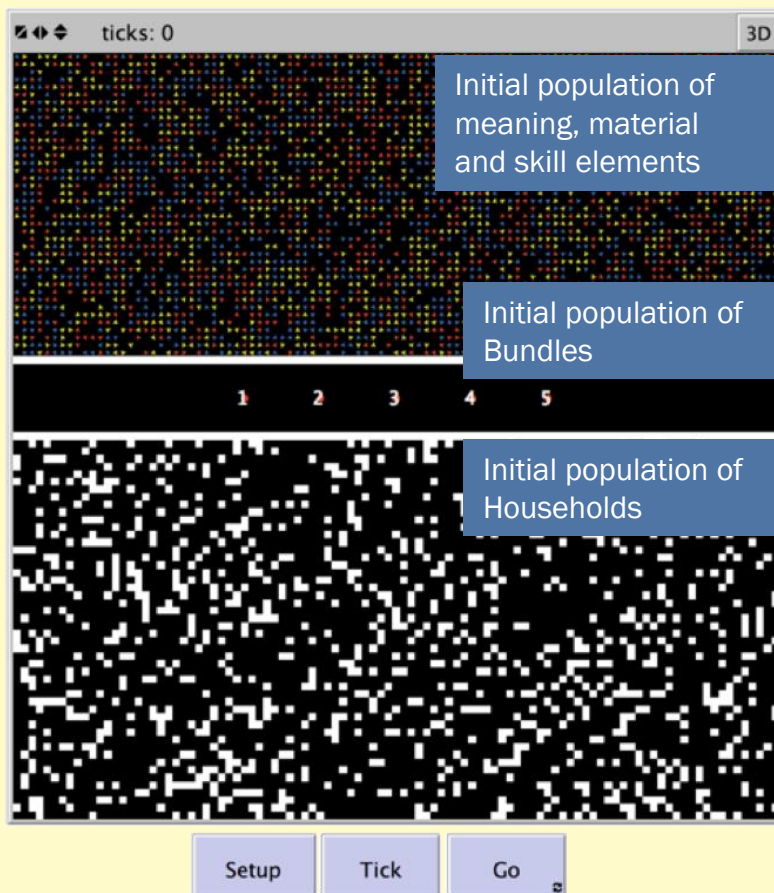 ticks: 0
3D
Initial population of
meaning, material
and skill elements
Initial population of
Bundles
1 2 3 4 5
Initial population of
Households
Setup Tick Go